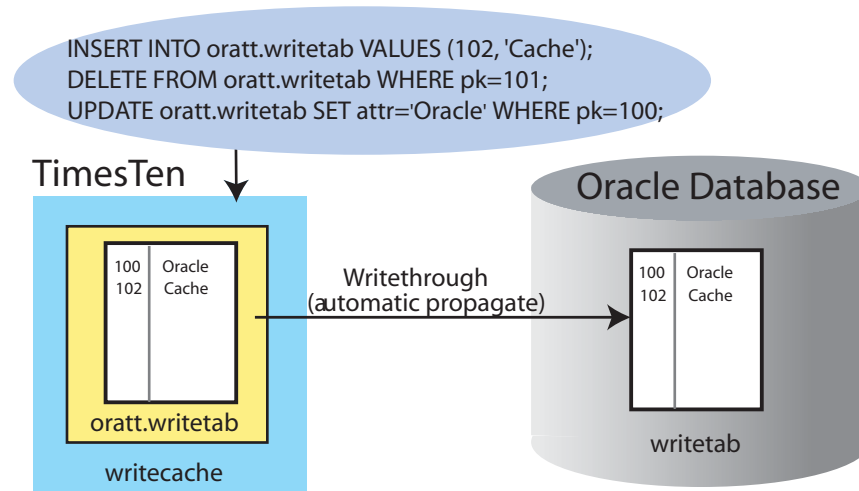 INSERT INTO oratt.writetab VALUES (102, 'Cache');
DELETE FROM oratt.writetab WHERE pk=101;
UPDATE oratt.writetab SET attr='Oracle' WHERE pk=100;
TimesTen
Oracle Database
100 Oracle
102 Cache
oratt.writetab
writecache
Writethrough
(automatic propagate)
100 Oracle
102 Cache
writetab